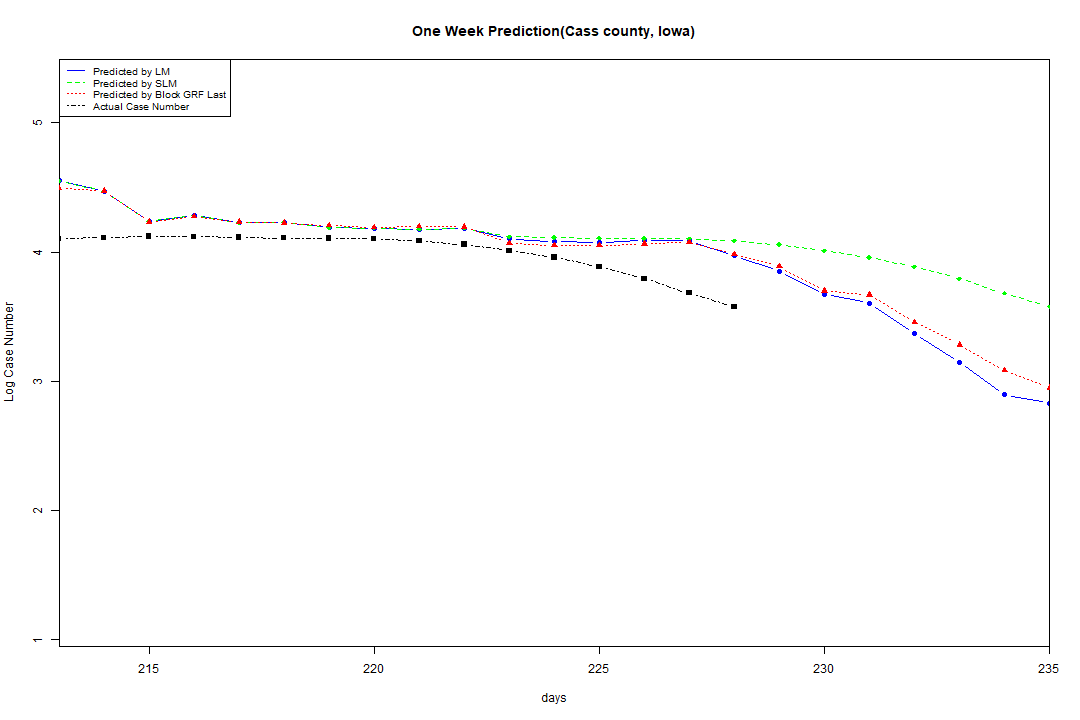 One Week Prediction(Cass county, Iowa)
Predicted by LM
Predicted by SLM
Predicted by Block GRF Last
Actual Case Number
5
4
3
2
1
Log Case Number
215 220 225 230 235
days